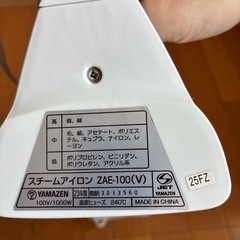 高 麻、綿
中 毛、絹、アセテート、ポリエステル、キュプラ、ナイロン、レーヨン
低 ポリプロピレン、ビニリデン、ポリウレタン、アクリル系
スチームアイロン ZAE-100(V)
YAMAZEN 23年製
100V/1000W 温度ヒューズ 240℃
JET
YAMAZEN
MADE IN CHINA
25FZ